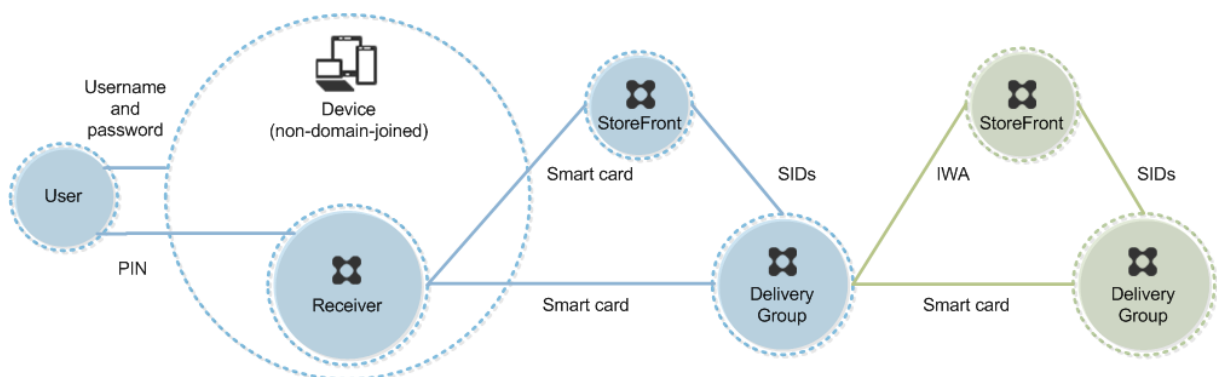 Username
and
password
User
PIN
Device
(non-domain-joined)
Receiver
StoreFront
Smart card
SIDs
Smart card
Delivery
Group
StoreFront
IWA
SIDs
Smart card
Delivery
Group